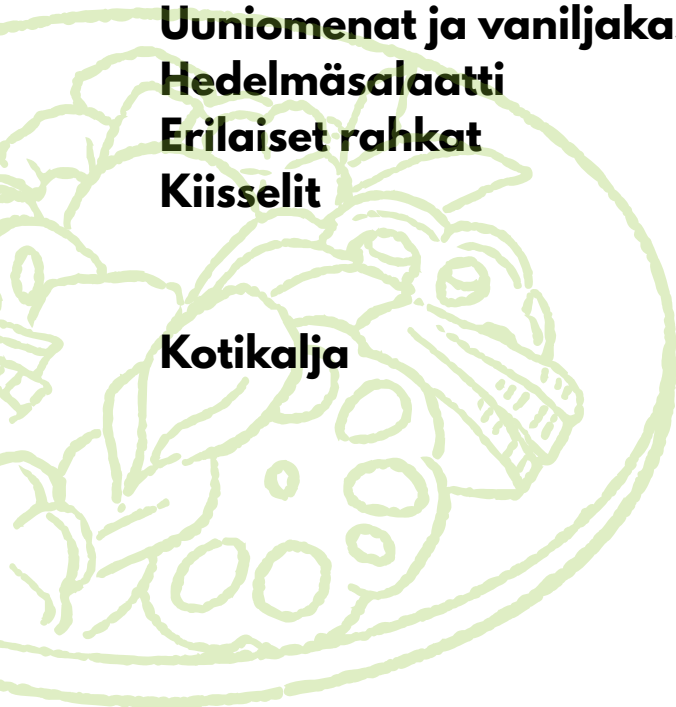 Uuniomenat ja vaniljaka
Hedelmäsalaatti
Erilaiset rahkat
Kiisselit
Kotikalja